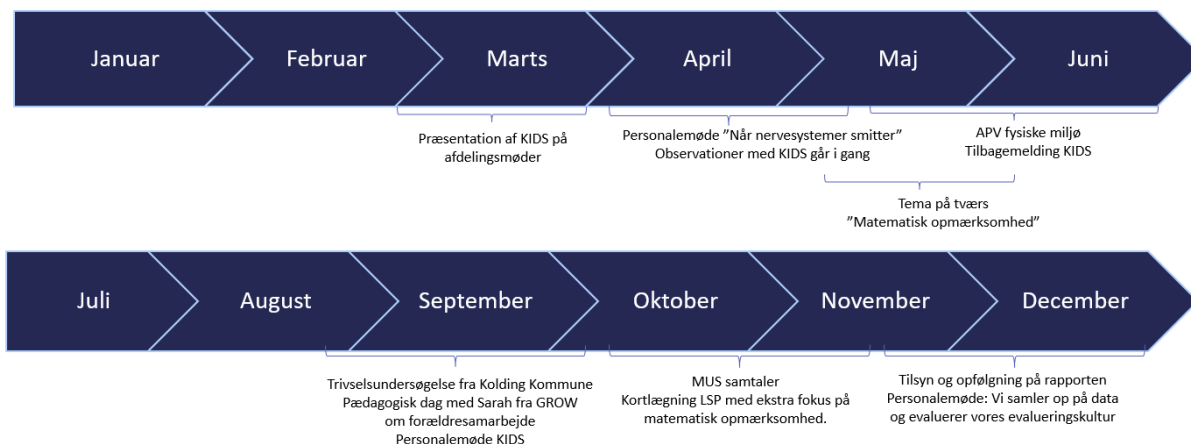 Januar
Februar
Marts
April
Maj
Juni
Præsentation af KIDS på
afdelingsmøder
Personalemøde ”Når nervesystemer smitter”
Observationer med KIDS går i gang
APV fysiske miljø
Tilbagemelding KIDS
Tema på tværs
”Matematisk opmærksomhed”
Juli
August
September
Oktober
November
December
Trivselsundersøgelse fra Kolding Kommune
Pædagogisk dag med Sarah fra GROW
om forældresamarbejde
Personalemøde KIDS
MUS samtaler
Kortlægning LSP med ekstra fokus på
matematisk opmærksomhed.
Tilsyn og opfølgning på rapporten
Personalemøde: Vi samler op på data
og evaluerer vores evalueringskultur